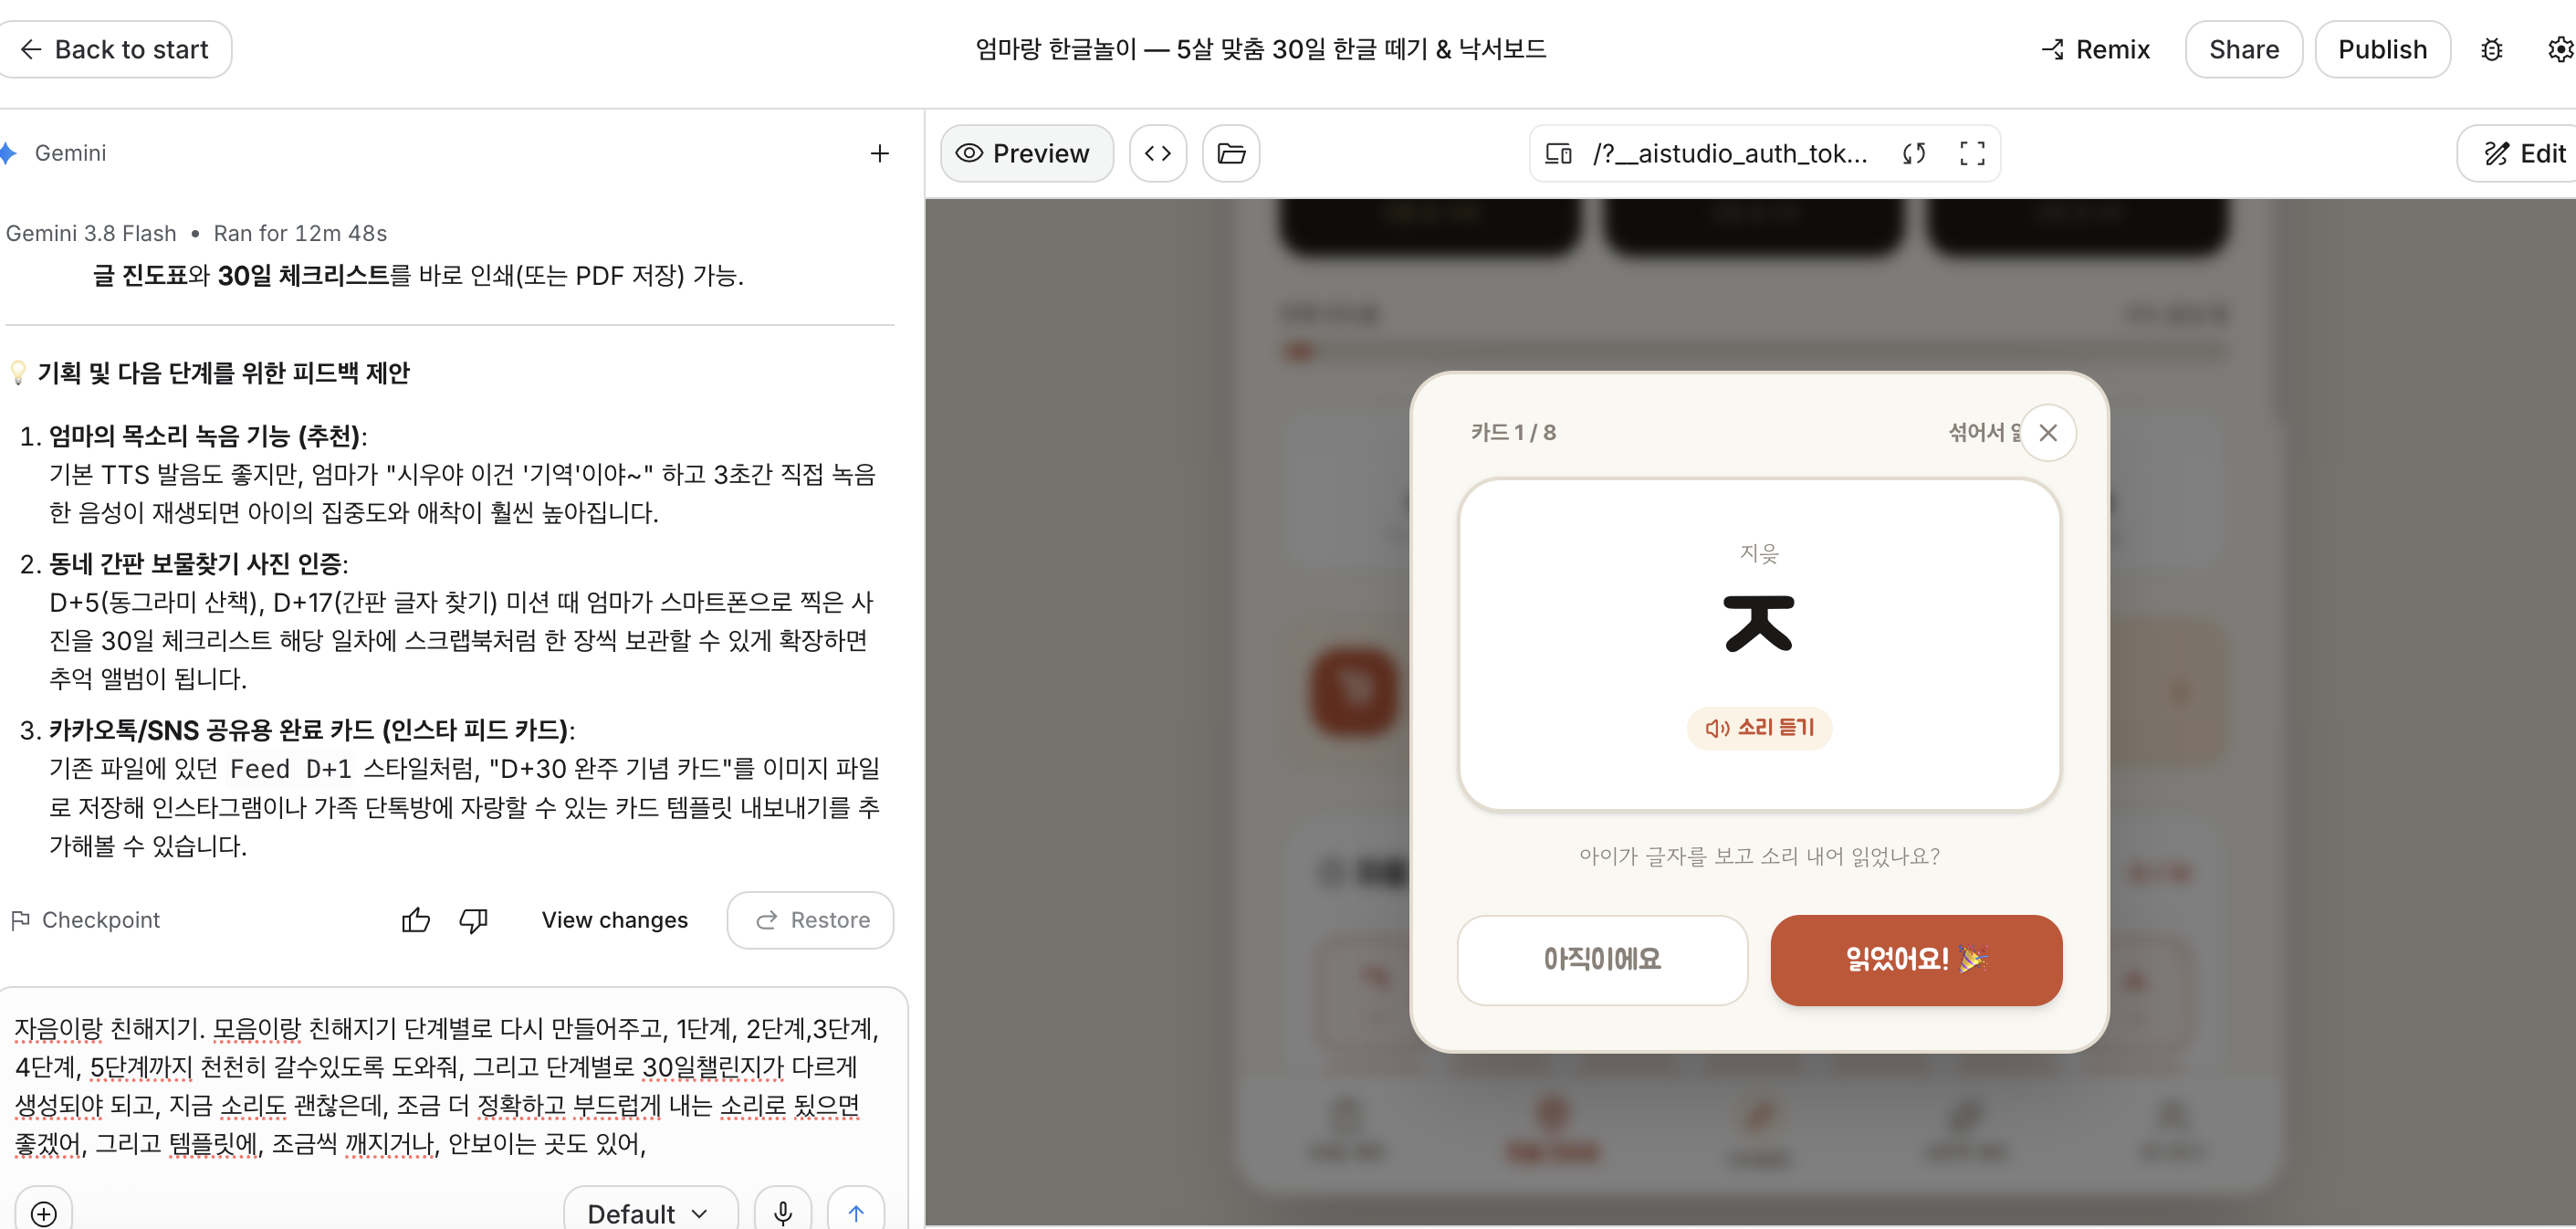 ← Back to start
엄마랑 한글놀이 — 5살 맞춤 30일 한글 떼기 & 낙서보드
Remix
Share
Publish
Gemini
Preview
/?__aistudio_auth_tok...
Edit
Gemini 3.8 Flash • Ran for 12m 48s
글 진도표와 30일 체크리스트를 바로 인쇄(또는 PDF 저장) 가능.
💡 기획 및 다음 단계를 위한 피드백 제안
1. 엄마의 목소리 녹음 기능 (추천):
기본 TTS 발음도 좋지만, 엄마가 "시우야 이건 '기역'이야~" 하고 3초간 직접 녹음
한 음성이 재생되면 아이의 집중도와 애착이 훨씬 높아집니다.
2. 동네 간판 보물찾기 사진 인증:
D+5(동그라미 산책), D+17(간판 글자 찾기) 미션 때 엄마가 스마트폰으로 찍은 사
진을 30일 체크리스트 해당 일차에 스크랩북처럼 한 장씩 보관할 수 있게 확장하면
추억 앨범이 됩니다.
3. 카카오톡/SNS 공유용 완료 카드 (인스타 피드 카드):
기존 파일에 있던 Feed D+1 스타일처럼, "D+30 완주 기념 카드"를 이미지 파일
로 저장해 인스타그램이나 가족 단톡방에 자랑할 수 있는 카드 템플릿 내보내기를 추
가해볼 수 있습니다.
Checkpoint
View changes
Restore
자음이랑 친해지기. 모음이랑 친해지기 단계별로 다시 만들어주고, 1단계, 2단계,3단계,
4단계, 5단계까지 천천히 갈수있도록 도와줘, 그리고 단계별로 30일챌린지가 다르게
생성되야 되고, 지금 소리도 괜찮은데, 조금 더 정확하고 부드럽게 내는 소리로 됬으면
좋겠어, 그리고 템플릿에, 조금씩 깨지거나, 안보이는 곳도 있어,
Default
카드 1 / 8
섞어서
지읒
ㅈ
소리 듣기
아이가 글자를 보고 소리 내어 읽었나요?
아직이에요
읽었어요! 🎉